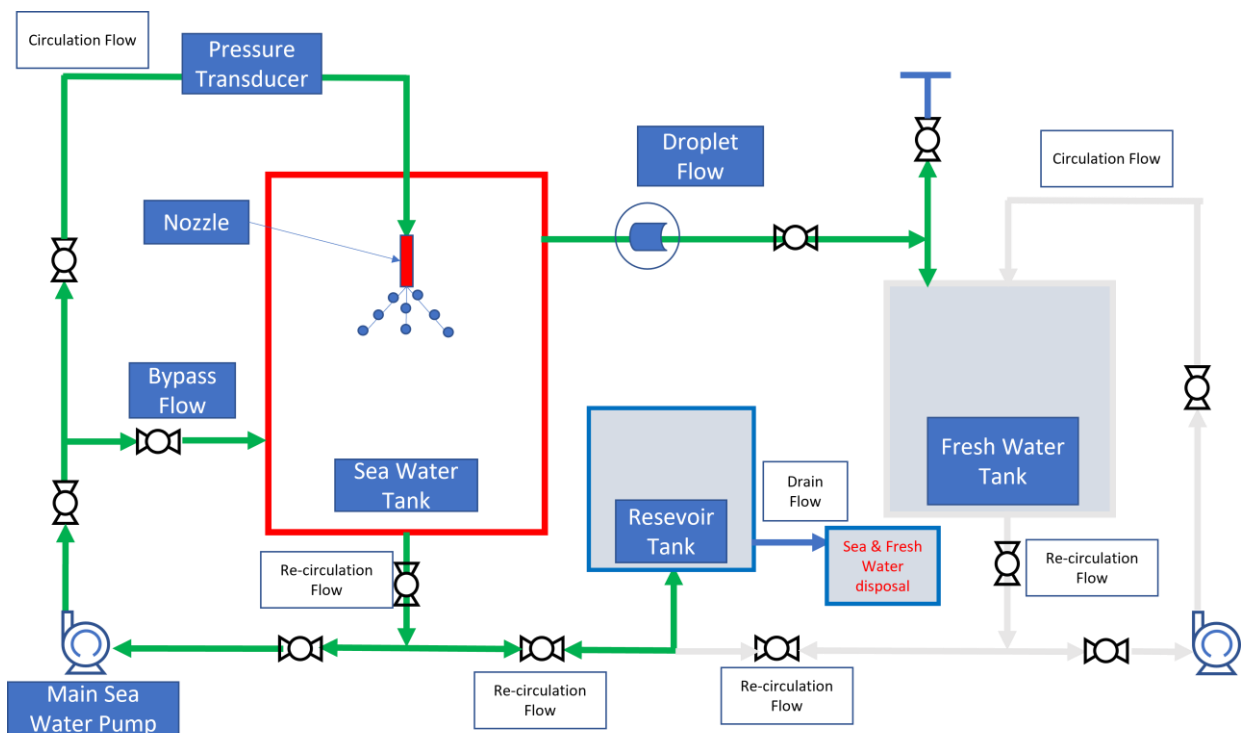 Circulation Flow
Pressure
Transducer
Droplet
Flow
Circulation Flow
Nozzle
Bypass
Flow
Sea Water
Tank
Resevoir
Tank
Drain
Flow
Fresh Water
Tank
Sea & Fresh
Water
disposal
Re-circulation
Flow
Re-circulation
Flow
Main Sea
Water Pump
Re-circulation
Flow
Re-circulation
Flow